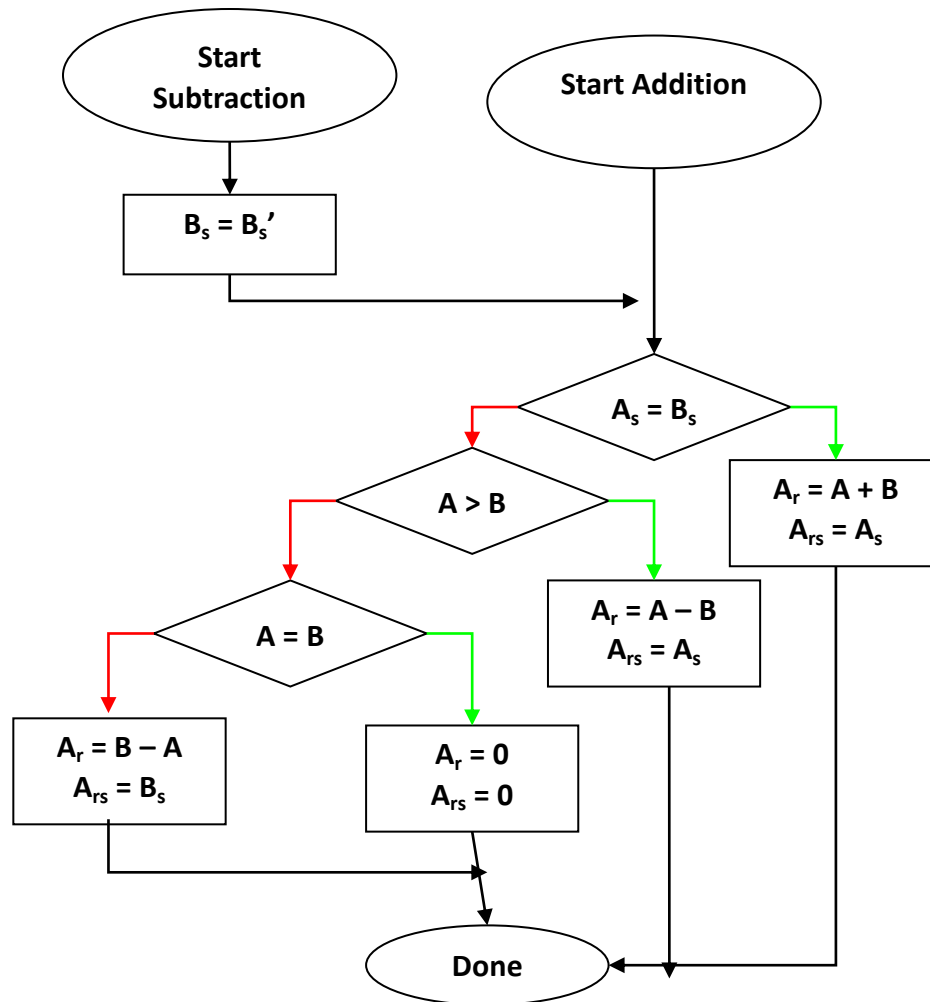 Start
Subtraction
Start Addition
Bs = Bs’
As = Bs
A > B
Ar = A + B
Ars = As
A = B
Ar = A – B
Ars = As
Ar = B – A
Ars = Bs
Ar = 0
Ars = 0
Done